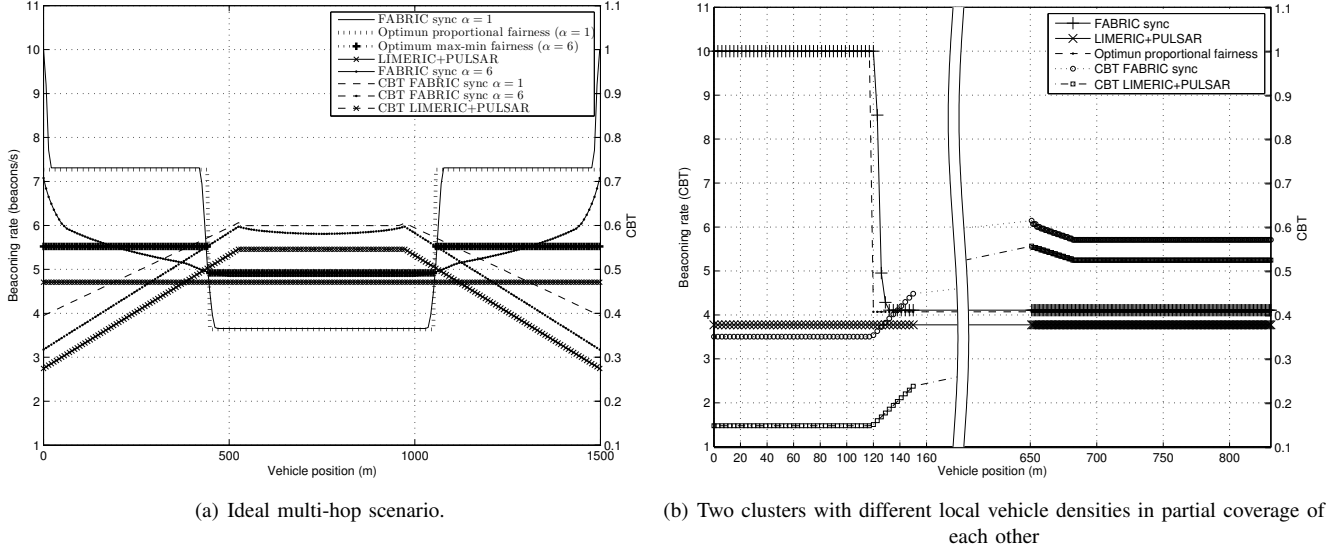 11
10
9
8
7
6
5
4
3
2
1
Beaconing rate (beacons/s)
FABRIC sync α = 1
Optimun proportional fairness (α = 1)
Optimum max-min fairness (α = 6)
LIMERIC+PULSAR
FABRIC sync α = 6
CBT FABRIC sync α = 1
CBT FABRIC sync α = 6
CBT LIMERIC+PULSAR
1.1
1
0.9
0.8
0.7
0.6
0.5
0.4
0.3
0.2
0.1
CBT
0 500 1000 1500
Vehicle position (m)
(a) Ideal multi-hop scenario.
11
10
9
8
7
6
5
4
3
2
1
Beaconing rate (CBT)
FABRIC sync
LIMERIC+PULSAR
Optimun proportional fairness
CBT FABRIC sync
CBT LIMERIC+PULSAR
1.1
1
0.9
0.8
0.7
0.6
0.5
0.4
0.3
0.2
0.1
CBT
0 20 40 60 80 100 120 140 160 650 700 750 800
Vehicle position (m)
(b) Two clusters with different local vehicle densities in partial coverage of
each other